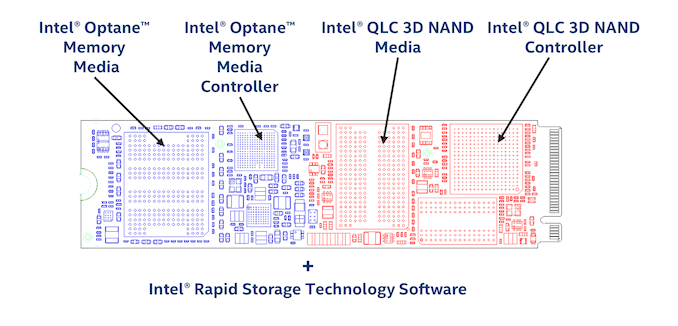 Intel® Optane™
Memory
Media
Intel® Optane™
Memory
Media
Controller
Intel® QLC 3D NAND
Media
Intel® QLC 3D NAND
Controller
+
Intel® Rapid Storage Technology Software